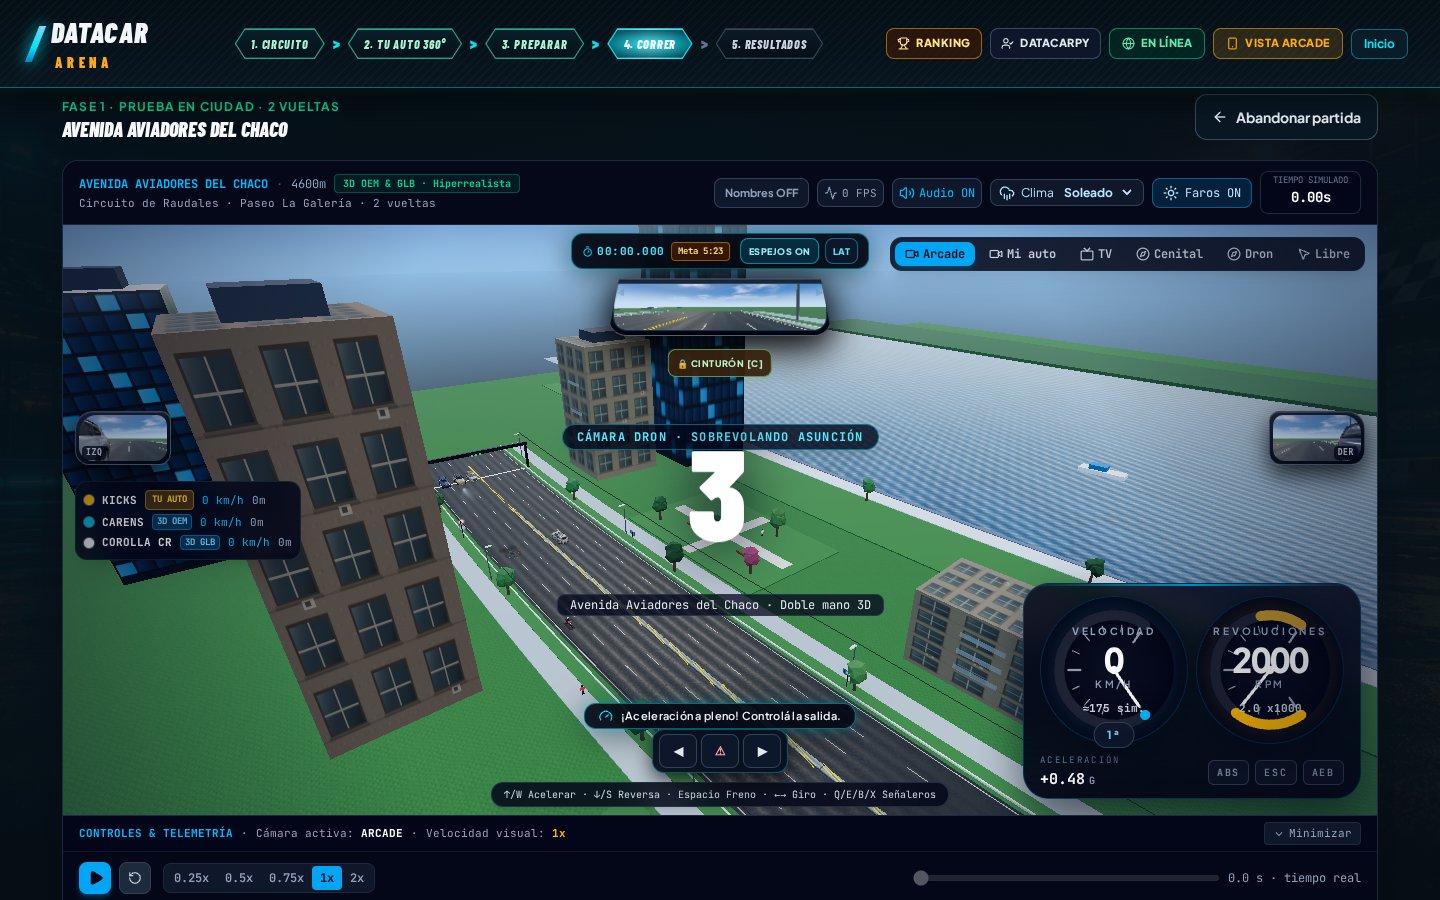 DATACAR
ARENA
1. CIRCUITO
2. TU AUTO 360°
3. PREPARAR
4. CORRER
5. RESULTADOS
RANKING
DATACARPY
EN LÍNEA
VISTA ARCADE
Inicio
FASE 1 · PRUEBA EN CIUDAD · 2 VUELTAS
AVENIDA AVIADORES DEL CHACO
Abandonar partida
AVENIDA AVIADORES DEL CHACO · 4600m 3D OEM & GLB · Hiperrealista
Circuito de Raudales · Paseo La Galería · 2 vueltas
Nombres OFF
0 FPS
Audio ON
Clima Soleado
Faros ON
TIEMPO SIMULADO
0.00s
00:00.000 Meta 5:23 ESPEJOS ON LAT
Arcade Mi auto TV Cenital Dron Libre
CINTURÓN [C]
IZQ
DER
CÁMARA DRON · SOBREVOLANDO ASUNCIÓN
3
KICKS TU AUTO 0 km/h 0m
CARENS 3D OEM 0 km/h 0m
COROLLA CR 3D GLB 0 km/h 0m
Avenida Aviadores del Chaco · Doble mano 3D
VELOCIDAD
0
KM/H
≈175 sim
1ª
REVOLUCIONES
2000
RPM
2.0 x1000
ACELERACIÓN
+0.48 G
ABS ESC AEB
¡Aceleración a pleno! Controlá la salida.
↑/W Acelerar · ↓/S Reversa · Espacio Freno · ←→ Giro · Q/E/B/X Señaleros
CONTROLES & TELEMETRÍA · Cámara activa: ARCADE · Velocidad visual: 1x
Minimizar
0.25x 0.5x 0.75x 1x 2x
0.0 s · tiempo real